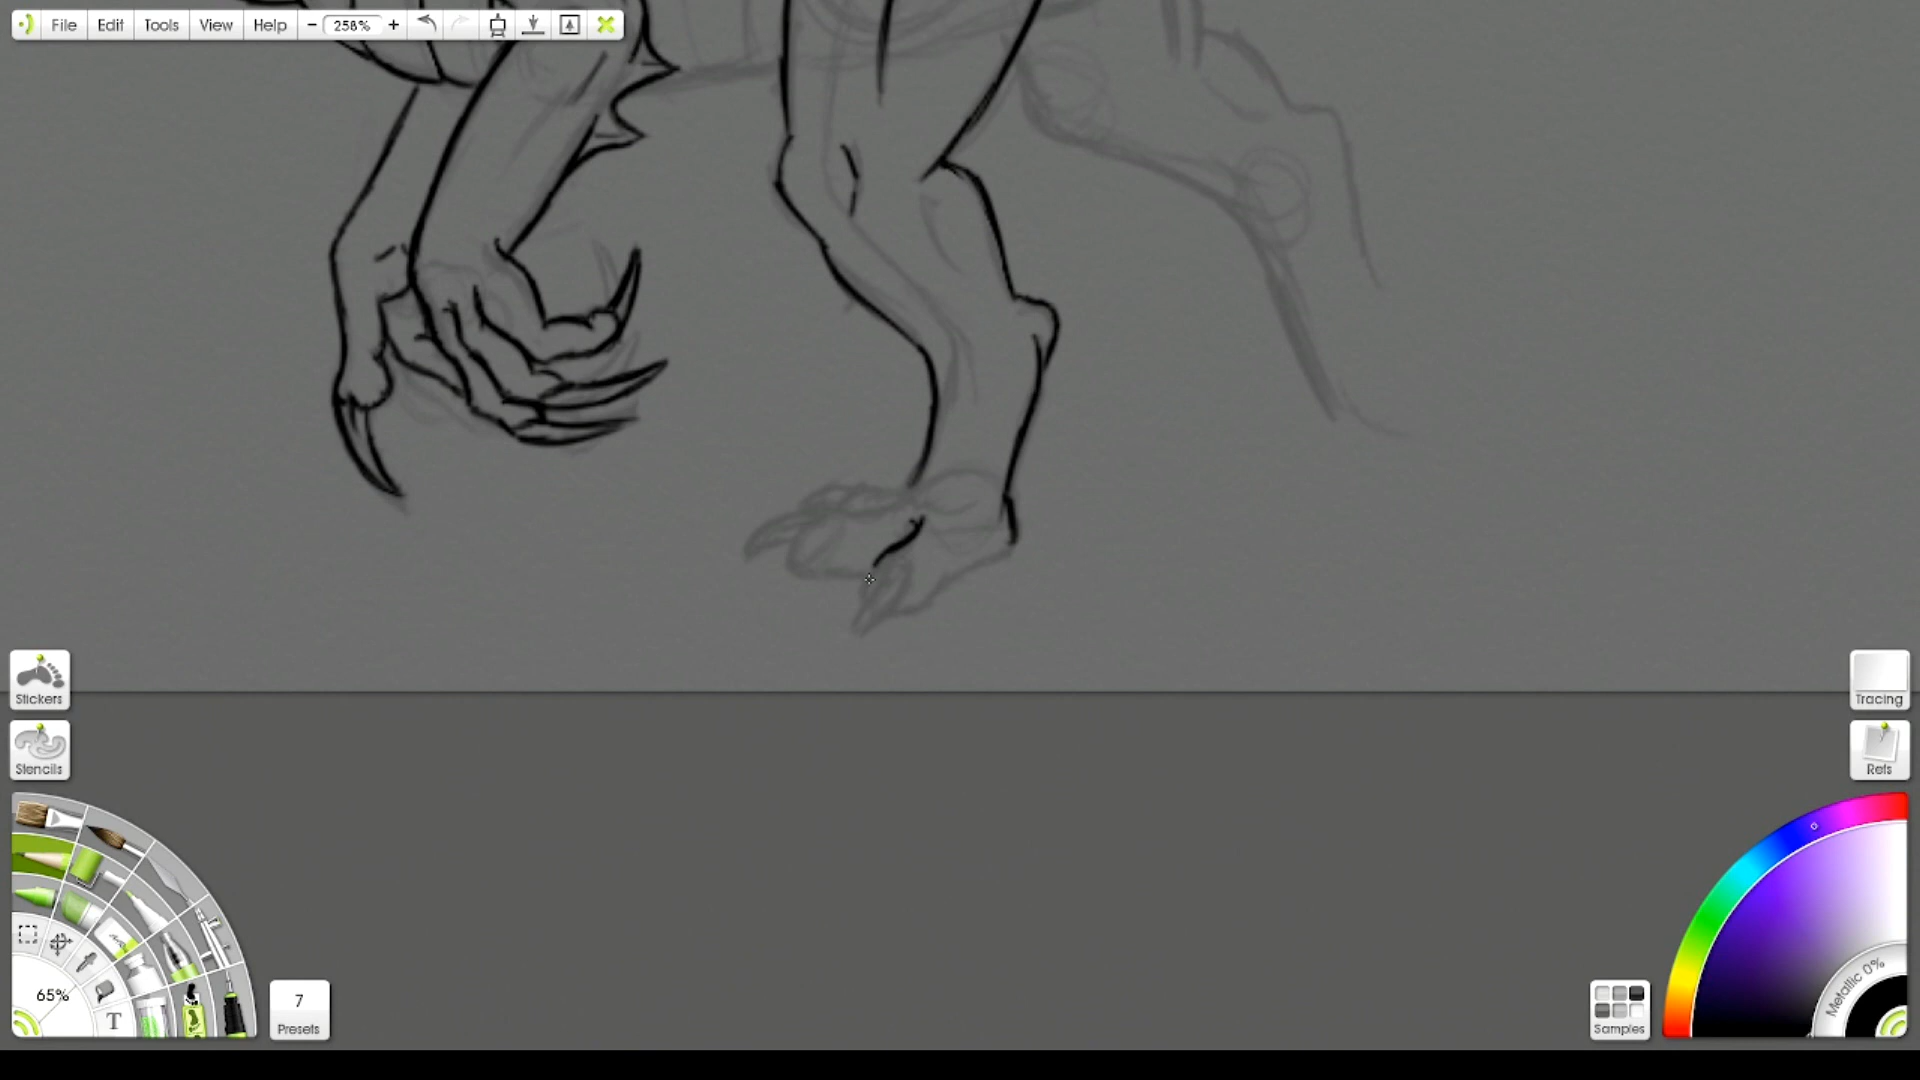 File Edit Tools View Help − 258% +
Stickers
Tracing
Stencils
Refs
65%
T
7
Presets
Samples
Metallic 0%